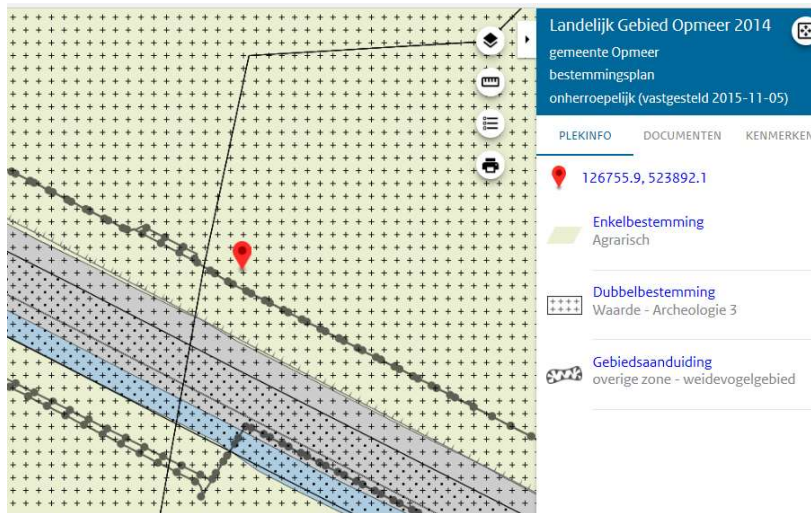 Landelijk Gebied Opmeer 2014
gemeente Opmeer
bestemmingsplan
onherroepelijk (vastgesteld 2015-11-05)
PLEKINFO DOCUMENTEN KENMERKEN
126755.9, 523892.1
Enkelbestemming
Agrarisch
Dubbelbestemming
Waarde - Archeologie 3
Gebiedsaanduiding
overige zone - weidevogelgebied